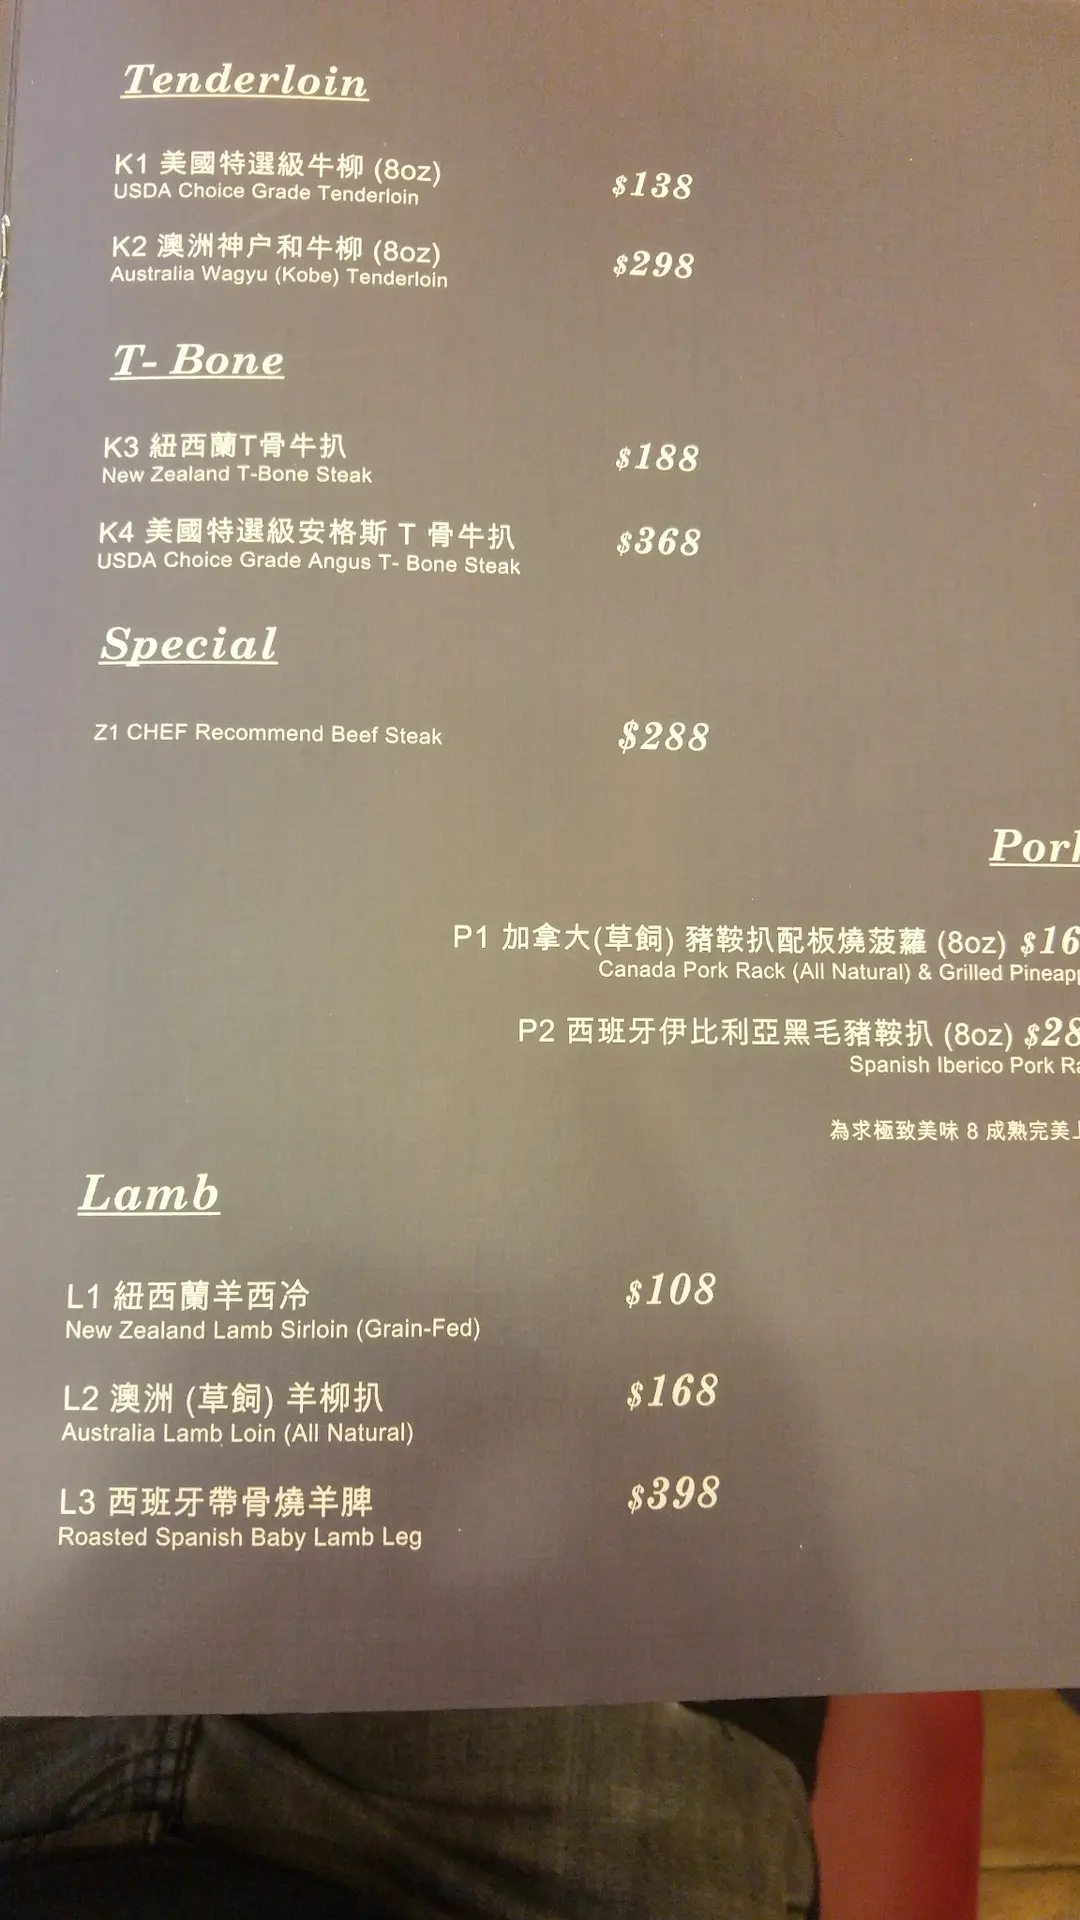 Tenderloin
K1 美國特選級牛柳 (8oz) $138
USDA Choice Grade Tenderloin
K2 澳洲神户和牛柳 (8oz) $298
Australia Wagyu (Kobe) Tenderloin
T- Bone
K3 紐西蘭T骨牛扒 $188
New Zealand T-Bone Steak
K4 美國特選級安格斯 T 骨牛扒 $368
USDA Choice Grade Angus T- Bone Steak
Special
Z1 CHEF Recommend Beef Steak $288
P1 加拿大(草飼) 豬鞍扒配板燒菠蘿 (8oz)
Canada Pork Rack (All Natural) & Grilled
P2 西班牙伊比利亞黑毛豬鞍扒 (8oz)
Spanish Iberico Pork
為求極致美味 8 成熟完美
Lamb
L1 紐西蘭羊西冷 $108
New Zealand Lamb Sirloin (Grain-Fed)
L2 澳洲 (草飼) 羊柳扒 $168
Australia Lamb Loin (All Natural)
L3 西班牙帶骨燒羊脾 $398
Roasted Spanish Baby Lamb Leg